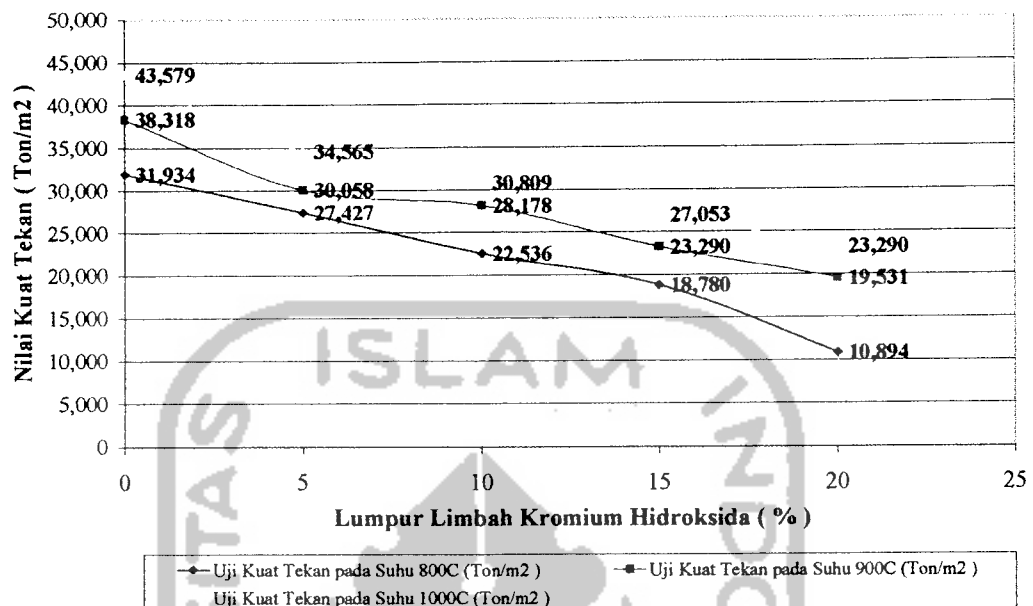 50,000
45,000
40,000
35,000
30,000
25,000
20,000
15,000
10,000
5,000
0
Nilai Kuat Tekan ( Ton/m2 )
43,579
38,318
31,934
34,565
30,058
27,427
30,809
28,178
22,536
27,053
23,290
18,780
23,290
19,531
10,894
0 5 10 15 20 25
Lumpur Limbah Kromium Hidroksida ( % )
Uji Kuat Tekan pada Suhu 800C (Ton/m2 )
Uji Kuat Tekan pada Suhu 900C (Ton/m2 )
Uji Kuat Tekan pada Suhu 1000C (Ton/m2 )
ISLAM
ITAS
INDON